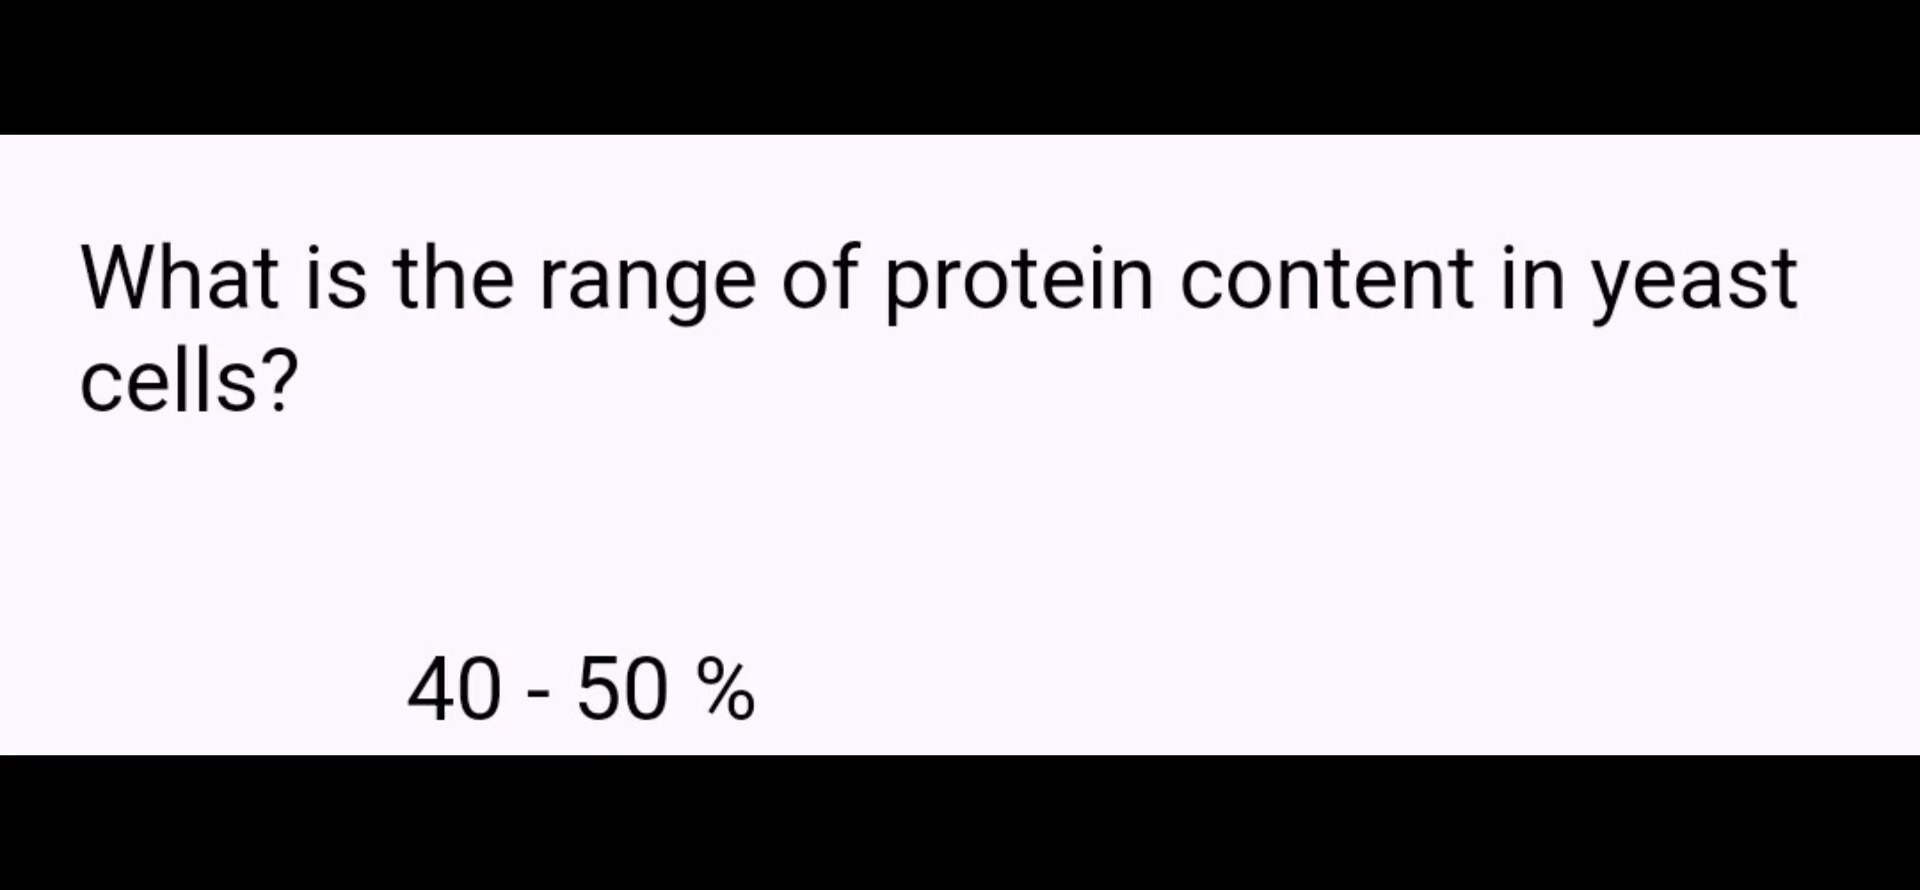 What is the range of protein content in yeast
cells?
40 - 50 %